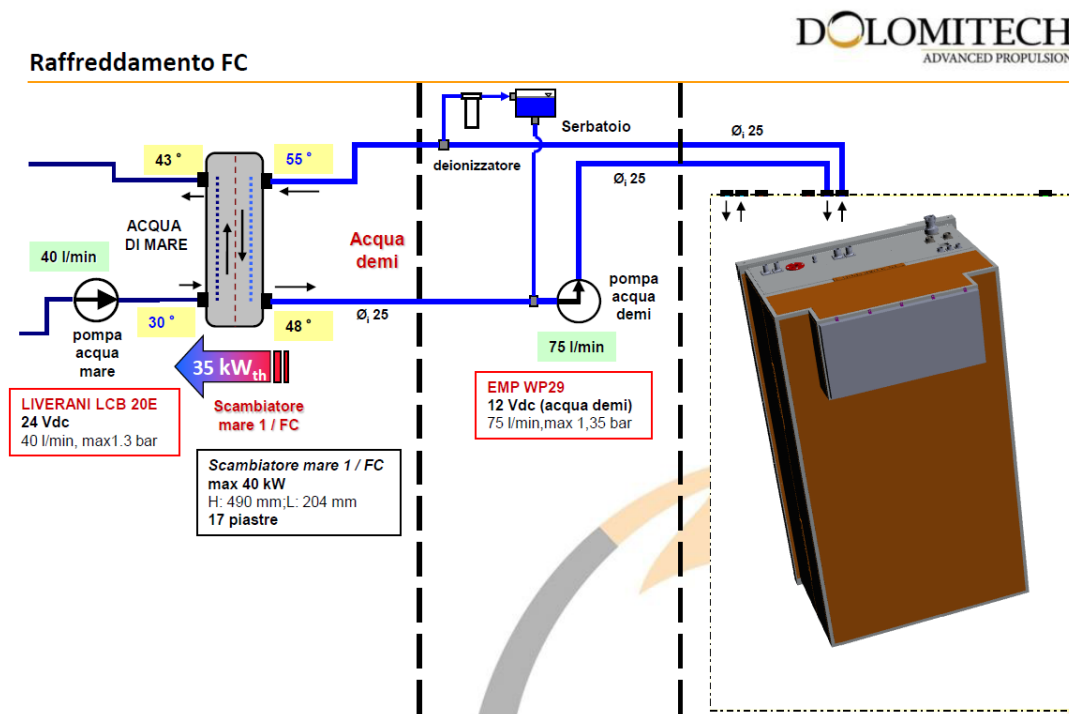 DOLOMITECH
ADVANCED PROPULSION
Raffreddamento FC
Serbatoio
deionizzatore
Øᵢ 25
Øᵢ 25
43 °
55 °
ACQUA
DI MARE
Acqua
demi
40 l/min
pompa
acqua
mare
30 °
48 °
Øᵢ 25
pompa
acqua
demi
75 l/min
35 kWth
Scambiatore
mare 1 / FC
LIVERANI LCB 20E
24 Vdc
40 l/min, max1.3 bar
EMP WP29
12 Vdc (acqua demi)
75 l/min,max 1,35 bar
Scambiatore mare 1 / FC
max 40 kW
H: 490 mm;L: 204 mm
17 piastre